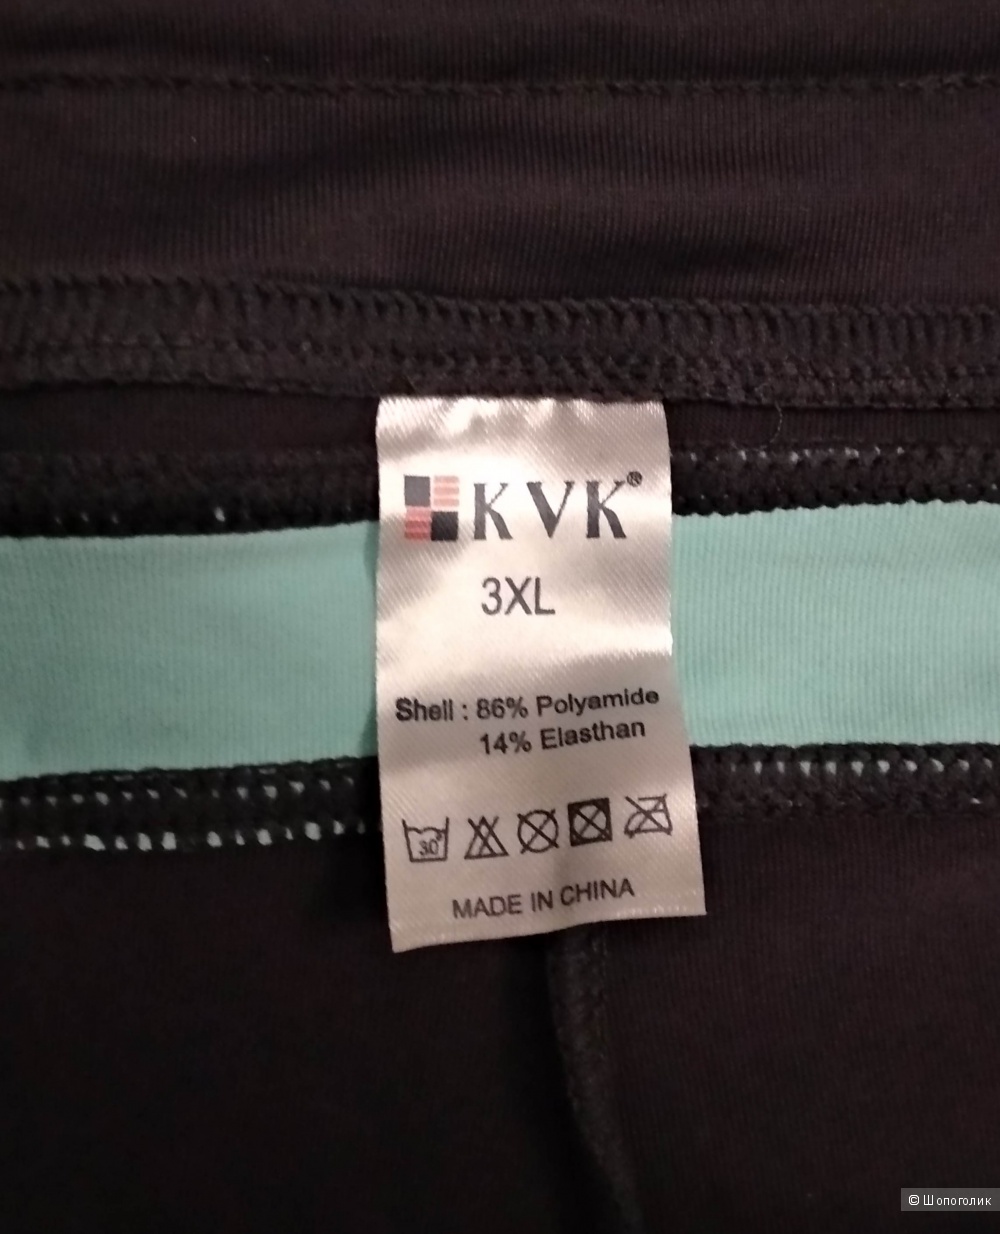 KVK®
3XL
Shell : 86% Polyamide
14% Elasthan
30°
MADE IN CHINA
© Шопоголик